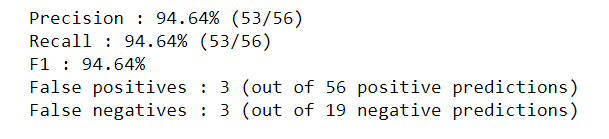 Precision : 94.64% (53/56)
Recall : 94.64% (53/56)
F1 : 94.64%
False positives : 3 (out of 56 positive predictions)
False negatives : 3 (out of 19 negative predictions)